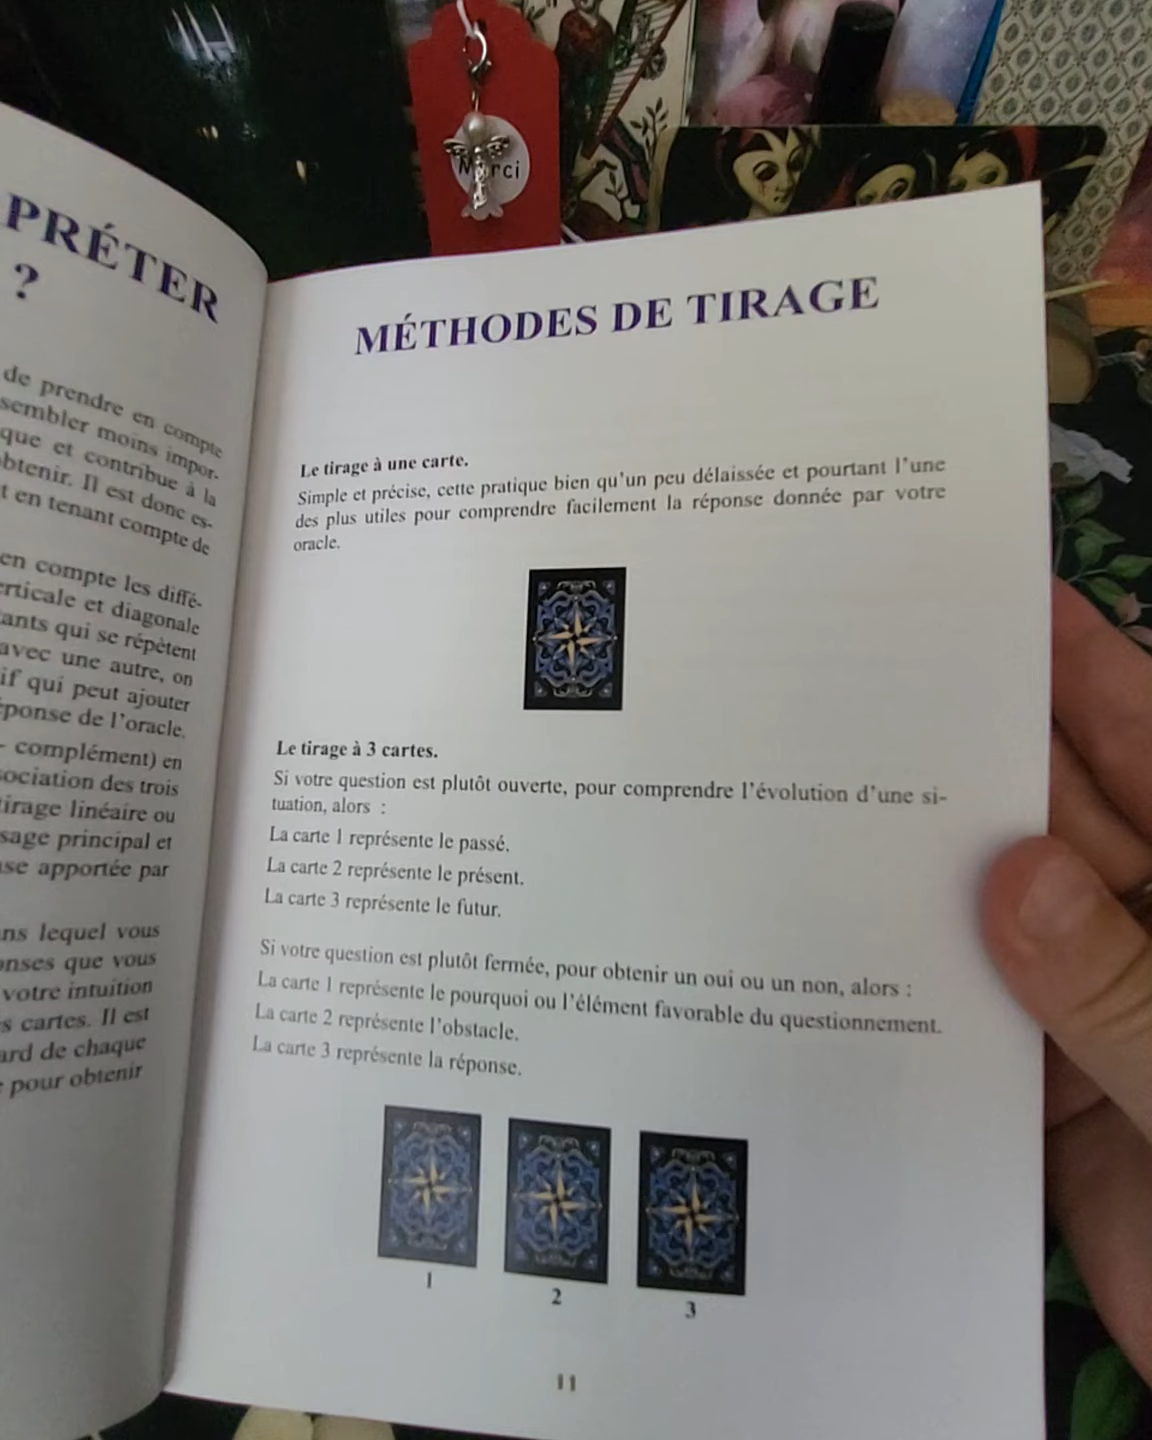 Merci
PRÉTER
?
de prendre en compte
sembler moins impor-
que et contribue à la
btenir. Il est donc es-
t en tenant compte de
en compte les diffé-
erticale et diagonale
tants qui se répètent
avec une autre, on
if qui peut ajouter
éponse de l'oracle.
- complément) en
sociation des trois
tirage linéaire ou
sage principal et
nse apportée par
ans lequel vous
onses que vous
votre intuition
s cartes. Il est
ard de chaque
pour obtenir
MÉTHODES DE TIRAGE
Le tirage à une carte.
Simple et précise, cette pratique bien qu'un peu délaissée et pourtant l'une
des plus utiles pour comprendre facilement la réponse donnée par votre
oracle.
Le tirage à 3 cartes.
Si votre question est plutôt ouverte, pour comprendre l'évolution d'une si-
tuation, alors :
La carte 1 représente le passé.
La carte 2 représente le présent.
La carte 3 représente le futur.
Si votre question est plutôt fermée, pour obtenir un oui ou un non, alors :
La carte 1 représente le pourquoi ou l'élément favorable du questionnement.
La carte 2 représente l'obstacle.
La carte 3 représente la réponse.
1
2
3
11